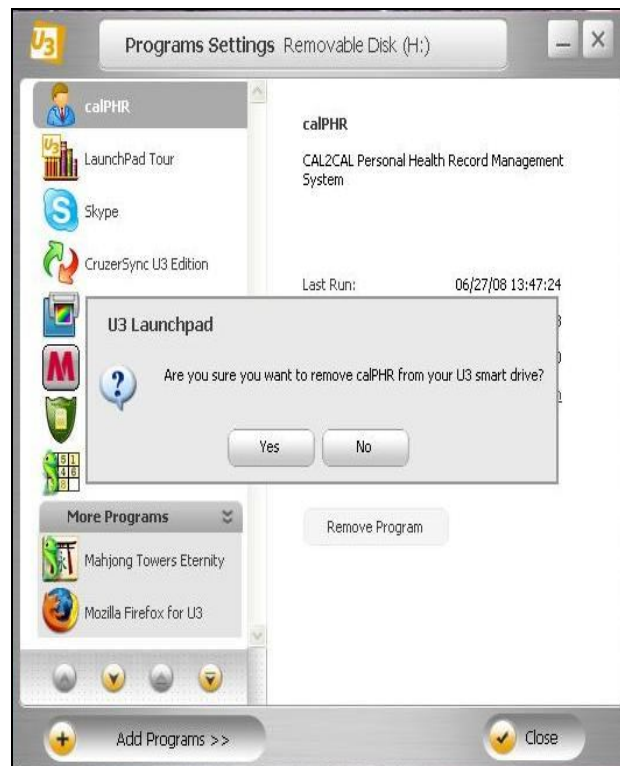 U3
Programs Settings Removable Disk (H:)
calPHR
LaunchPad Tour
Skype
CruzerSync U3 Edition
More Programs
Mahjong Towers Eternity
Mozilla Firefox for U3
Add Programs >>
calPHR
CAL2CAL Personal Health Record Management
System
Last Run: 06/27/08 13:47:24
U3 Launchpad
Are you sure you want to remove calPHR from your U3 smart drive?
Yes No
Remove Program
Close